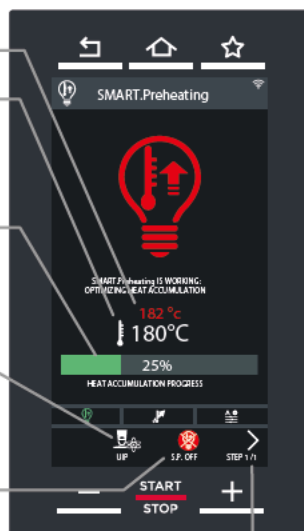 SMART.Preheating
SMART.Preheating IS WORKING:
OPTIMIZING HEAT ACCUMULATION
182 °c
180°C
25%
HEAT ACCUMULATION PROGRESS
UIP S.P. OFF STEP 1/1
START
STOP